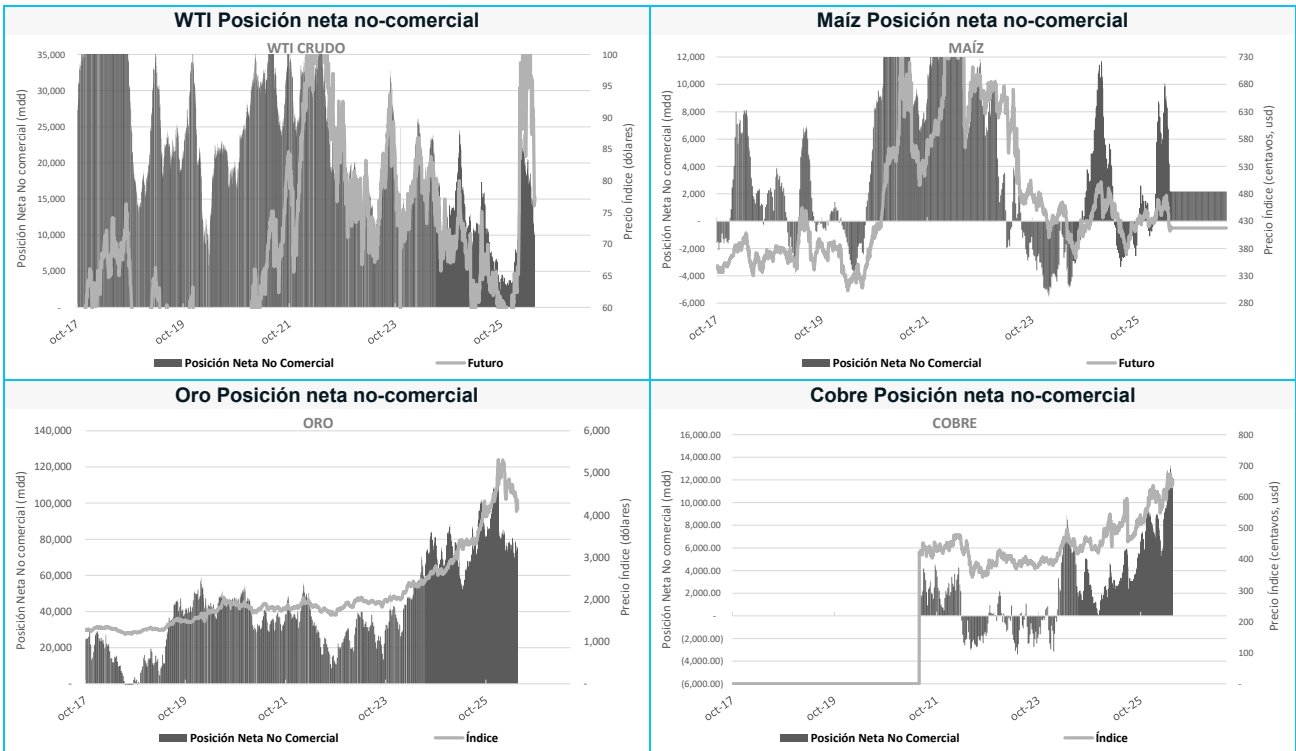 WTI Posición neta no-comercial
WTI CRUDO
Posición Neta No comercial (mdd)
35,000
30,000
25,000
20,000
15,000
10,000
5,000
-
100
95
90
85
80
75
70
65
60
Precio Índice (dólares)
oct-17
oct-19
oct-21
oct-23
oct-25
Posición Neta No Comercial
Futuro
Maíz Posición neta no-comercial
MAÍZ
Posición Neta No comercial (mdd)
12,000
10,000
8,000
6,000
4,000
2,000
-
-2,000
-4,000
-6,000
730
680
630
580
530
480
430
380
330
280
Precio Índice (centavos, usd)
oct-17
oct-19
oct-21
oct-23
oct-25
Posición Neta No Comercial
Futuro
Oro Posición neta no-comercial
ORO
Posición Neta No comercial (mdd)
140,000
120,000
100,000
80,000
60,000
40,000
20,000
-
6,000
5,000
4,000
3,000
2,000
1,000
-
Precio Índice (dólares)
oct-17
oct-19
oct-21
oct-23
oct-25
Posición Neta No Comercial
Índice
Cobre Posición neta no-comercial
COBRE
Posición Neta No comercial (mdd)
16,000.00
14,000.00
12,000.00
10,000.00
8,000.00
6,000.00
4,000.00
2,000.00
-
(2,000.00)
(4,000.00)
(6,000.00)
800
700
600
500
400
300
200
100
-
Precio Índice (centavos, usd)
oct-17
oct-19
oct-21
oct-23
oct-25
Posición Neta No Comercial
Índice